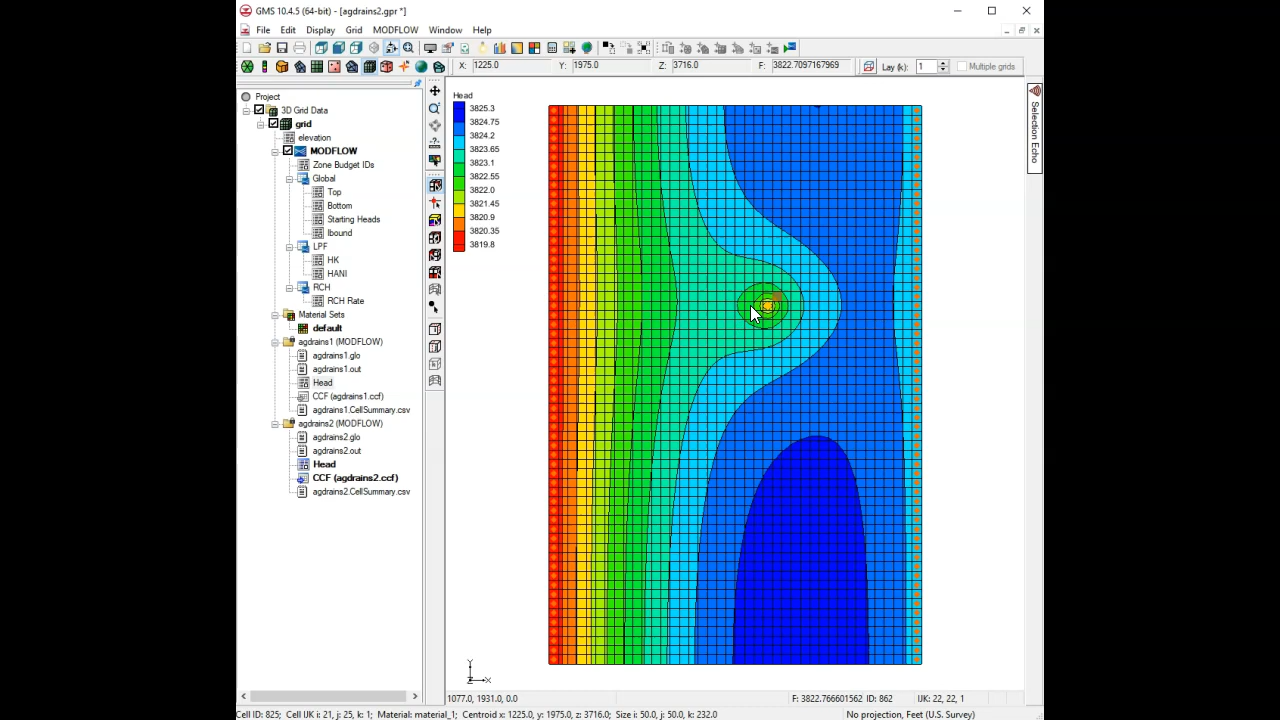 GMS 10.4.5 (64-bit) - [agdrains2.gpr *]
File Edit Display Grid MODFLOW Window Help
X: 1225.0 Y: 1975.0 Z: 3716.0 F: 3822.7097167969 Lay (k): 1 Multiple grids
Project
3D Grid Data
grid
elevation
MODFLOW
Zone Budget IDs
Global
Top
Bottom
Starting Heads
Ibound
LPF
HK
HANI
RCH
RCH Rate
Material Sets
default
agdrains1 (MODFLOW)
agdrains1.glo
agdrains1.out
Head
CCF (agdrains1.ccf)
agdrains1.CellSummary.csv
agdrains2 (MODFLOW)
agdrains2.glo
agdrains2.out
Head
CCF (agdrains2.ccf)
agdrains2.CellSummary.csv
Head
3825.3
3824.75
3824.2
3823.65
3823.1
3822.55
3822.0
3821.45
3820.9
3820.35
3819.8
Selection Echo
Y
Z X
1077.0, 1931.0, 0.0 F: 3822.766601562 ID: 862 IJK: 22, 22, 1
Cell ID: 825; Cell IJK i: 21, j: 25, k: 1; Material: material_1; Centroid x: 1225.0, y: 1975.0, z: 3716.0; Size i: 50.0, j: 50.0, k: 232.0 No projection, Feet (U.S. Survey)